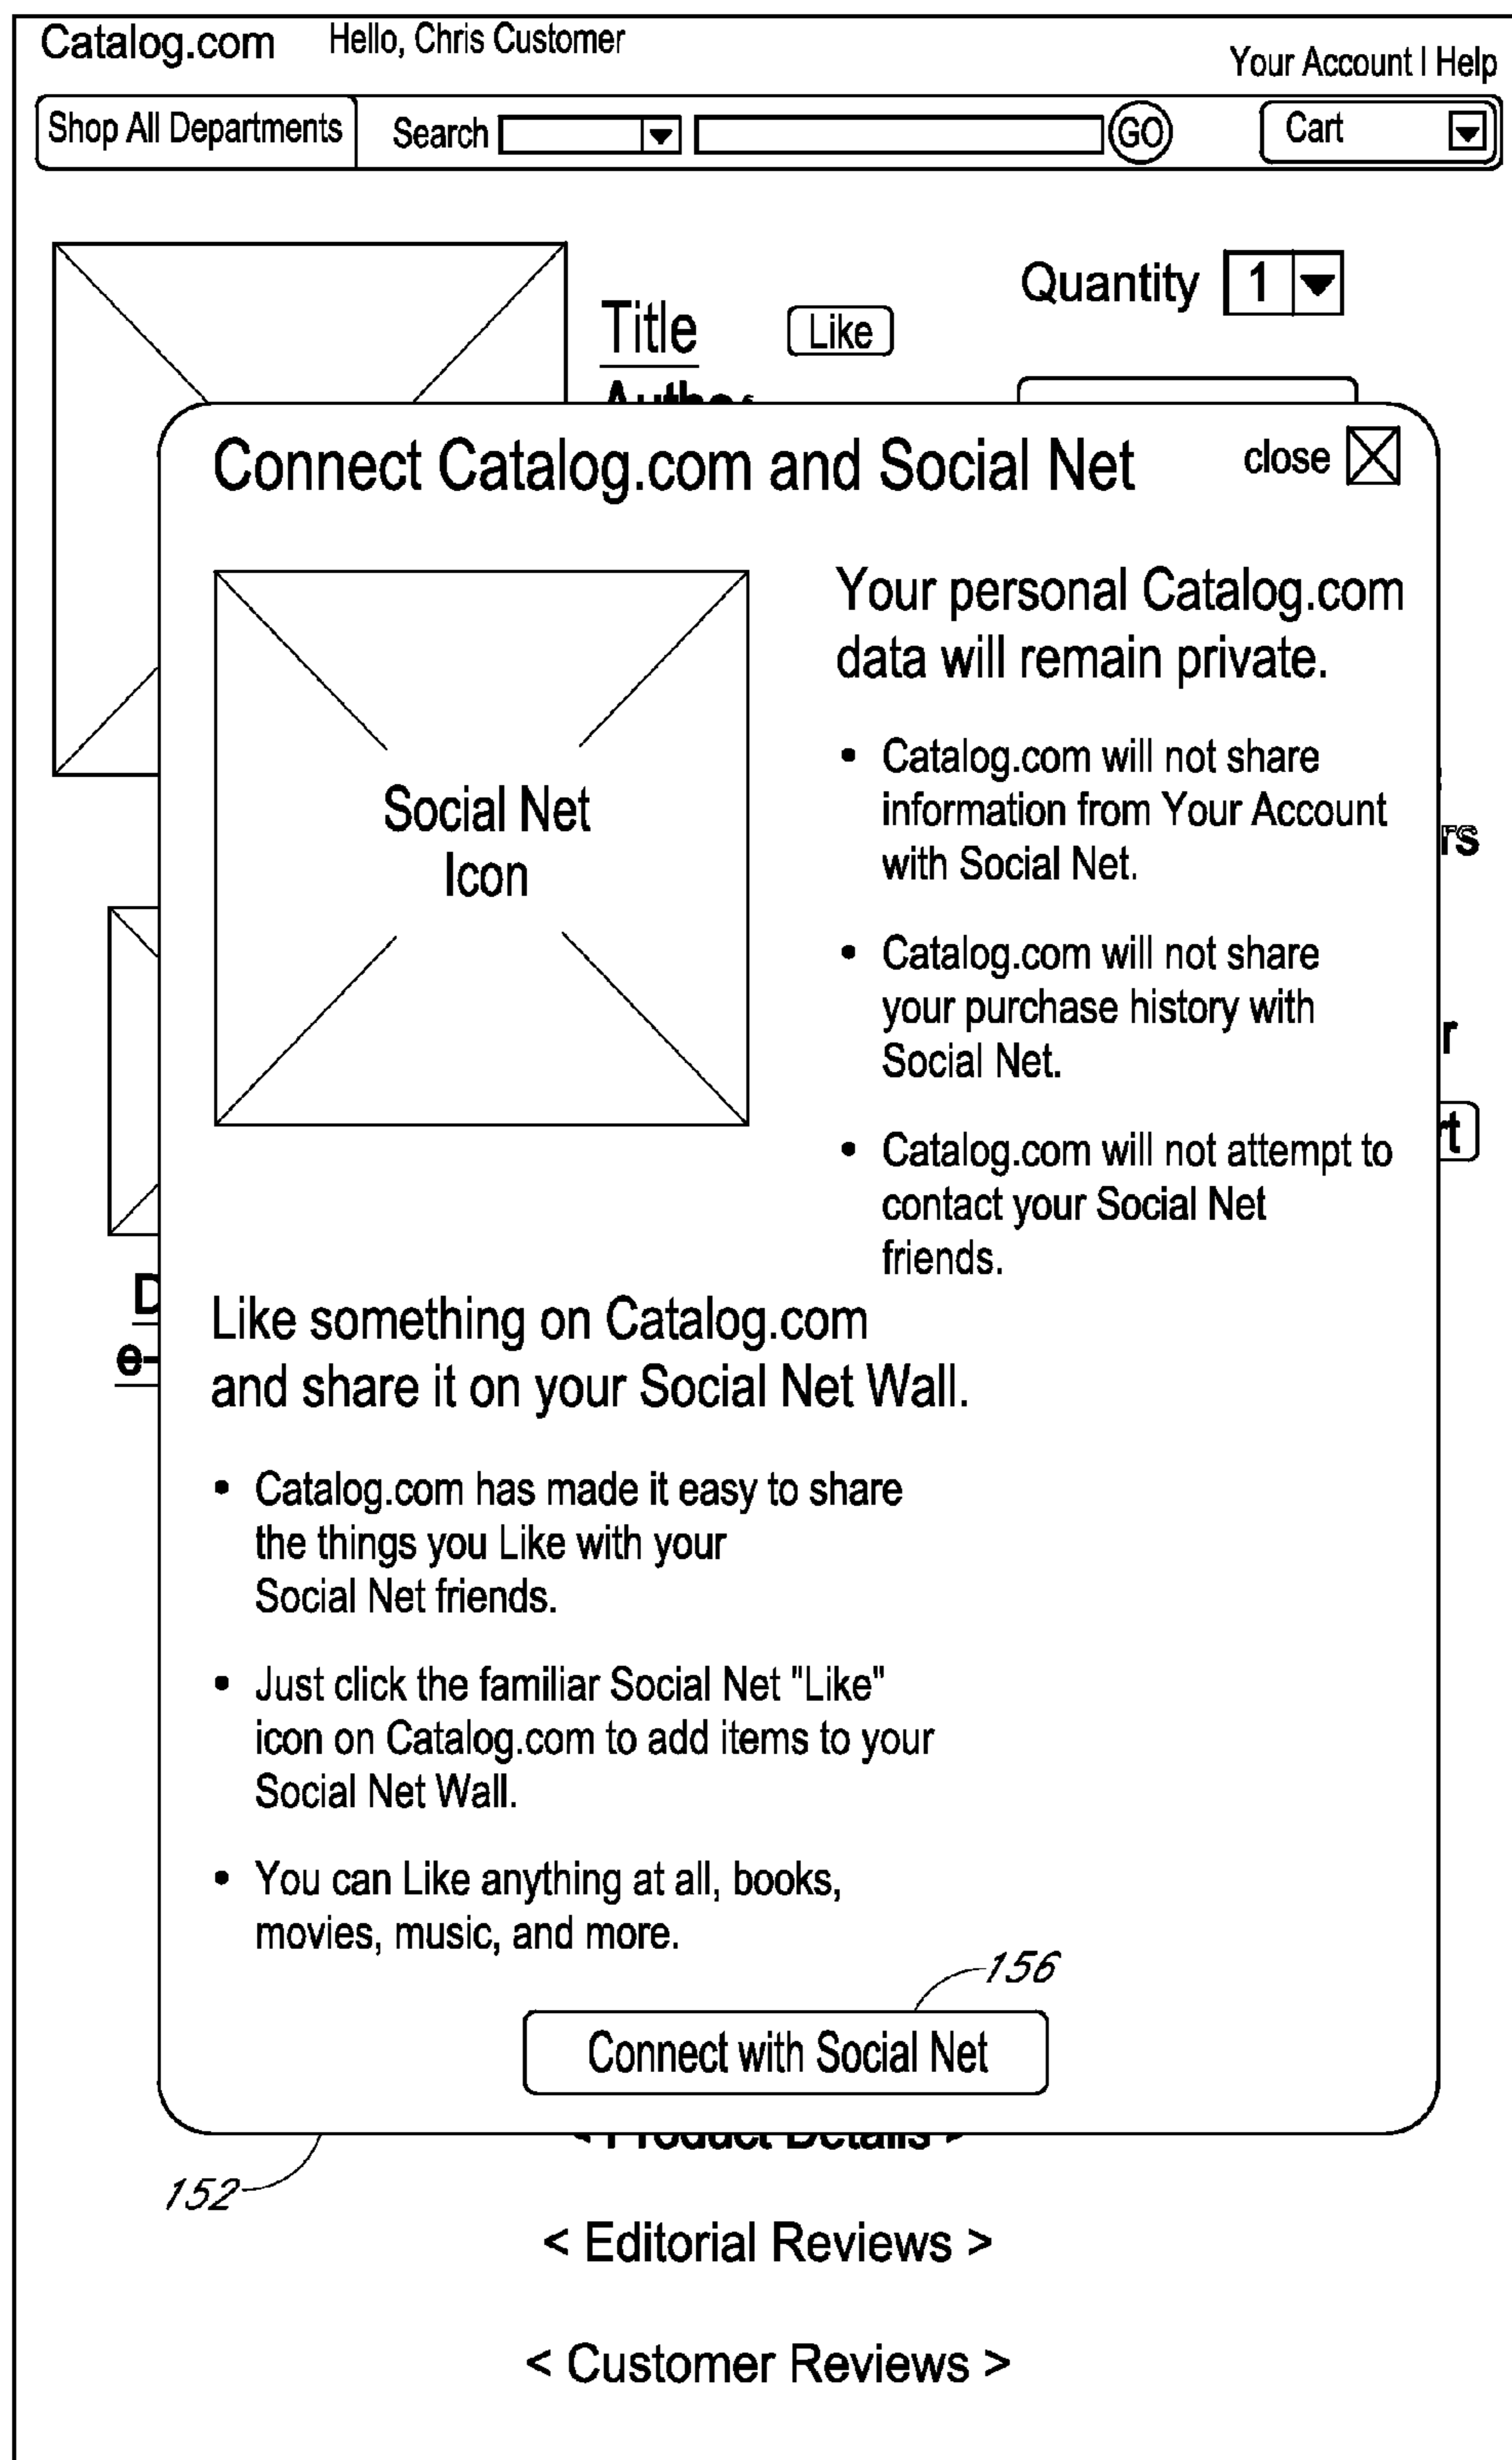 Catalog.com
Hello, Chris Customer
Your Account | Help
Shop All Departments
Search
GO
Cart
Title
Like
Quantity
1
Connect Catalog.com and Social Net
close
Social Net
Icon
Your personal Catalog.com
data will remain private.
• Catalog.com will not share
information from Your Account
with Social Net.
• Catalog.com will not share
your purchase history with
Social Net.
• Catalog.com will not attempt to
contact your Social Net
friends.
Like something on Catalog.com
and share it on your Social Net Wall.
• Catalog.com has made it easy to share
the things you Like with your
Social Net friends.
• Just click the familiar Social Net "Like"
icon on Catalog.com to add items to your
Social Net Wall.
• You can Like anything at all, books,
movies, music, and more.
156
Connect with Social Net
< Product Details >
152
< Editorial Reviews >
< Customer Reviews >